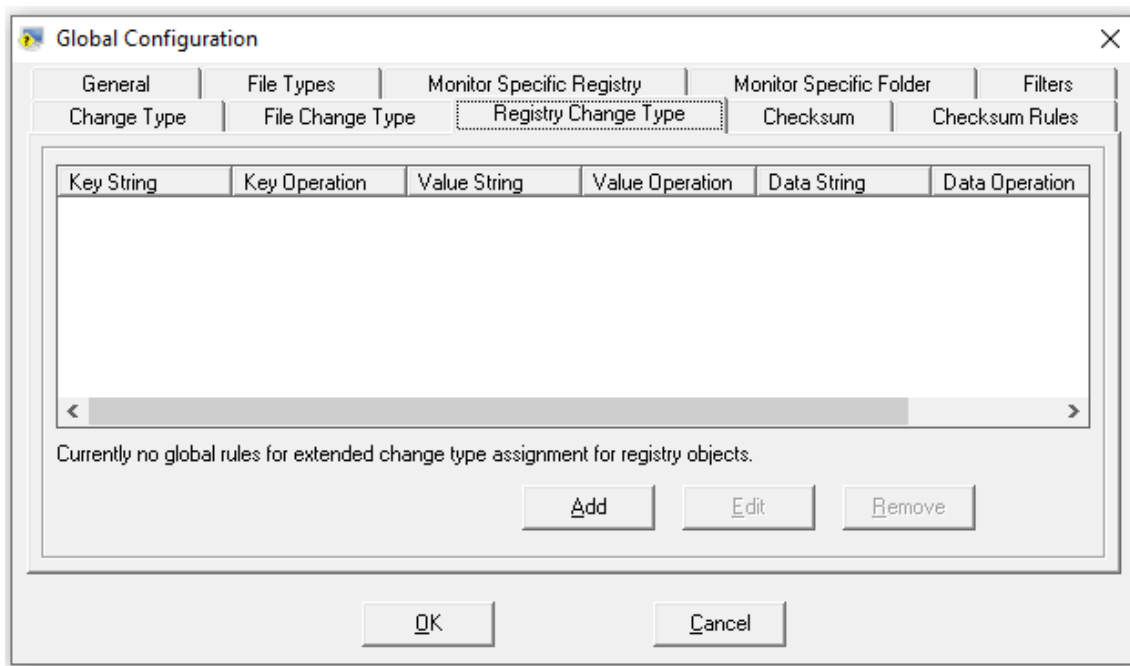 Global Configuration
General File Types Monitor Specific Registry Monitor Specific Folder Filters
Change Type File Change Type Registry Change Type Checksum Checksum Rules
Key String Key Operation Value String Value Operation Data String Data Operation
Currently no global rules for extended change type assignment for registry objects.
Add Edit Remove
OK Cancel